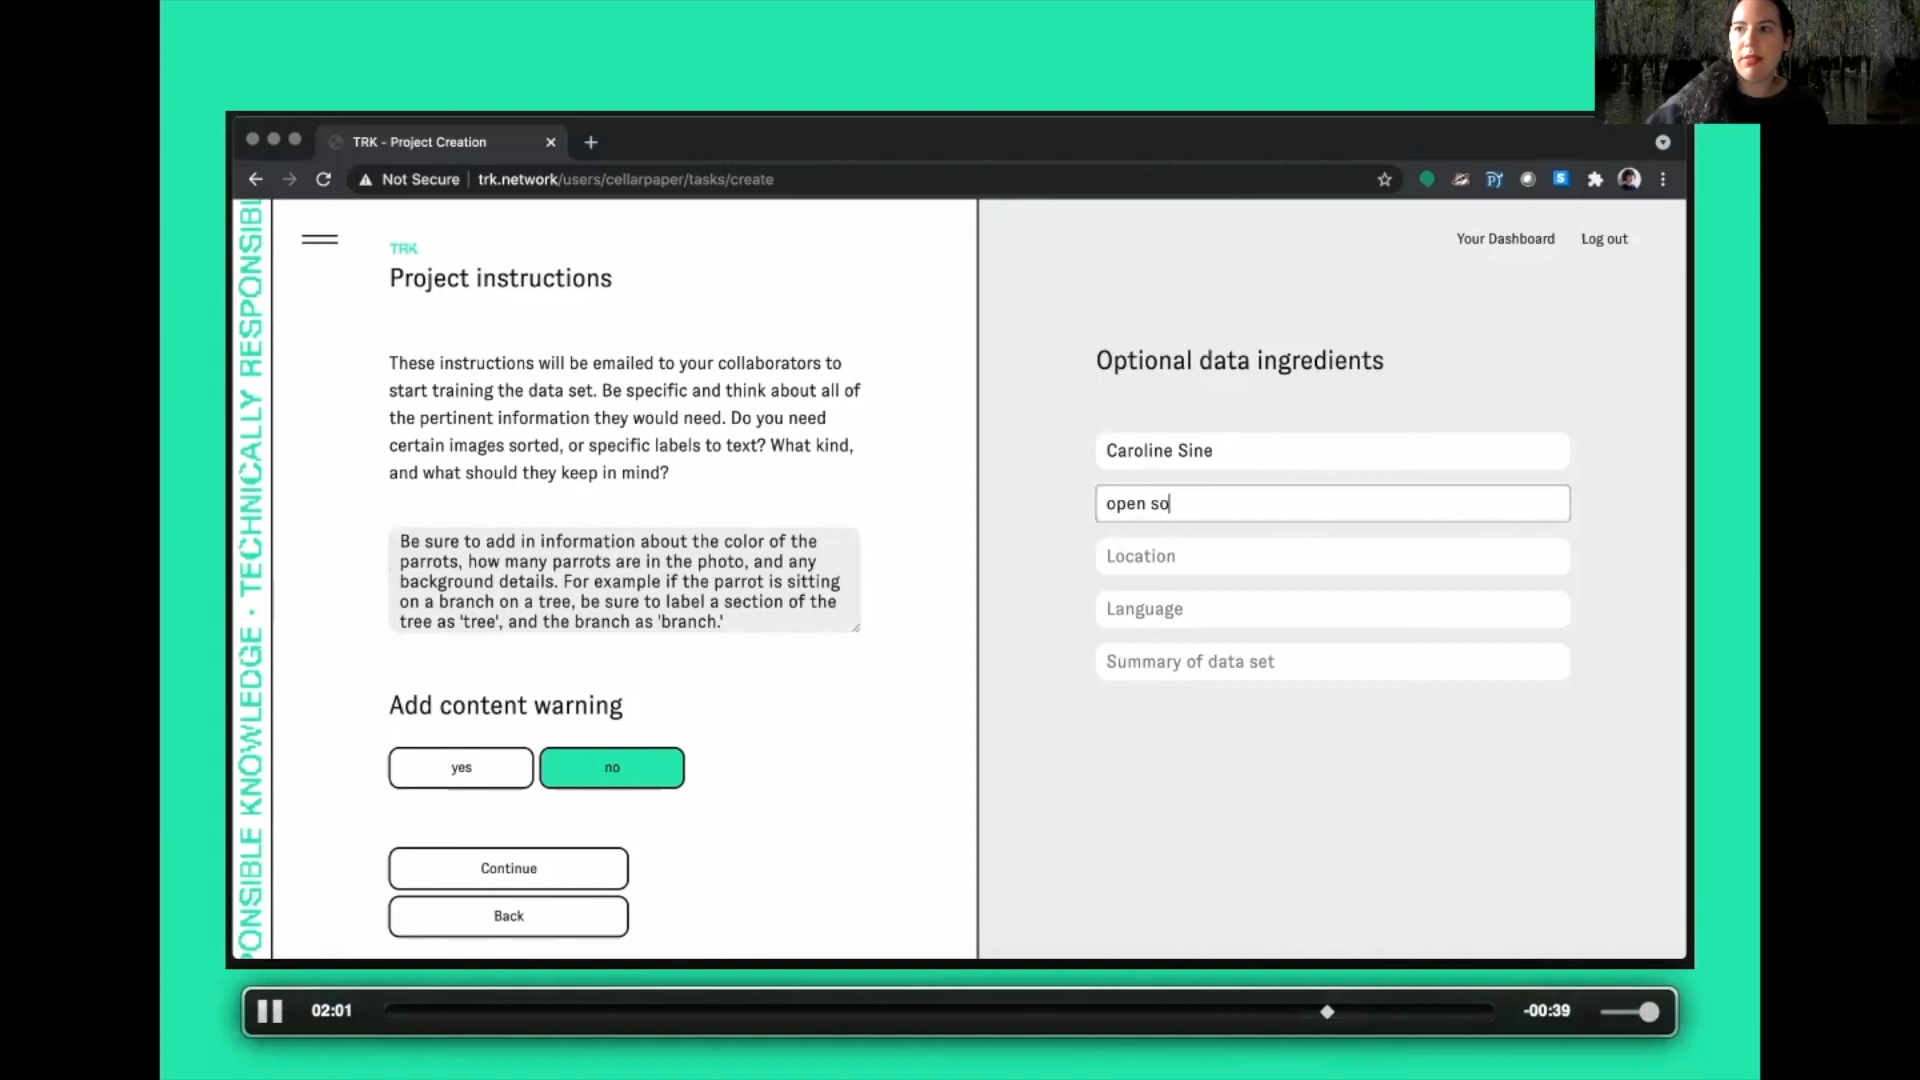 TRK - Project Creation
Not Secure
trk.network/users/cellarpaper/tasks/create
PONSIBLE KNOWLEDGE · TECHNICALLY RESPONSIBL
TRK
Project instructions
These instructions will be emailed to your collaborators to
start training the data set. Be specific and think about all of
the pertinent information they would need. Do you need
certain images sorted, or specific labels to text? What kind,
and what should they keep in mind?
Be sure to add in information about the color of the
parrots, how many parrots are in the photo, and any
background details. For example if the parrot is sitting
on a branch on a tree, be sure to label a section of the
tree as 'tree', and the branch as 'branch.'
Add content warning
yes
no
Continue
Back
Your Dashboard
Log out
Optional data ingredients
Caroline Sine
open so
Location
Language
Summary of data set
02:01
-00:39